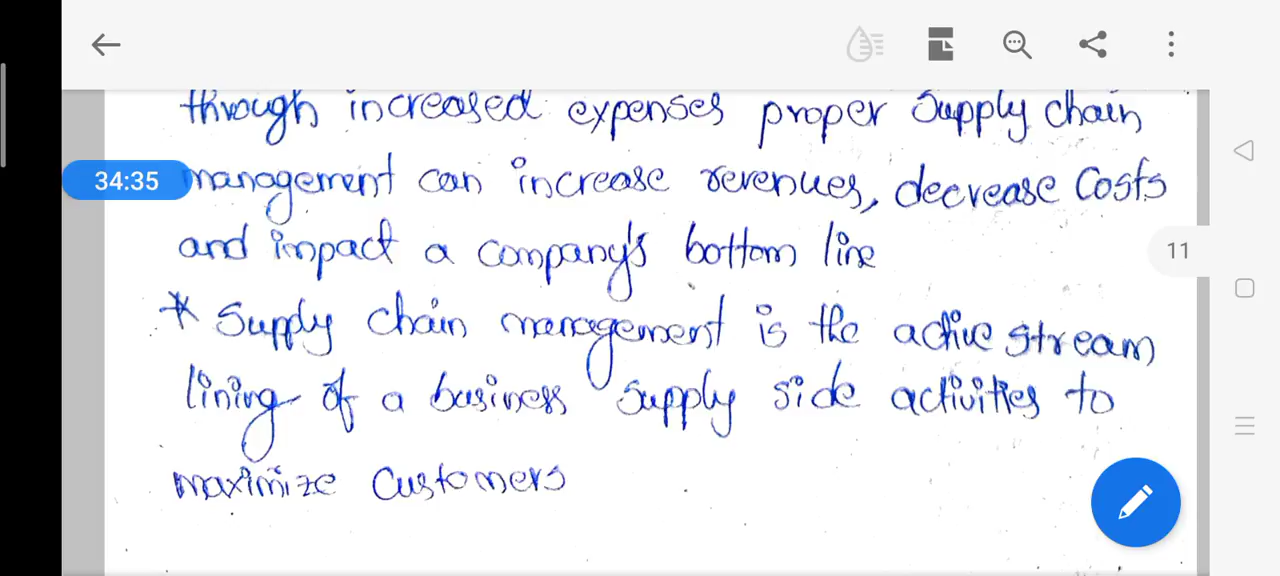 through increased expenses proper supply chain
34:35
management can increase revenues, decrease costs
and impact a company's bottom line
11
* Supply chain management is the active stream
lining of a business supply side activities to
maximize customers